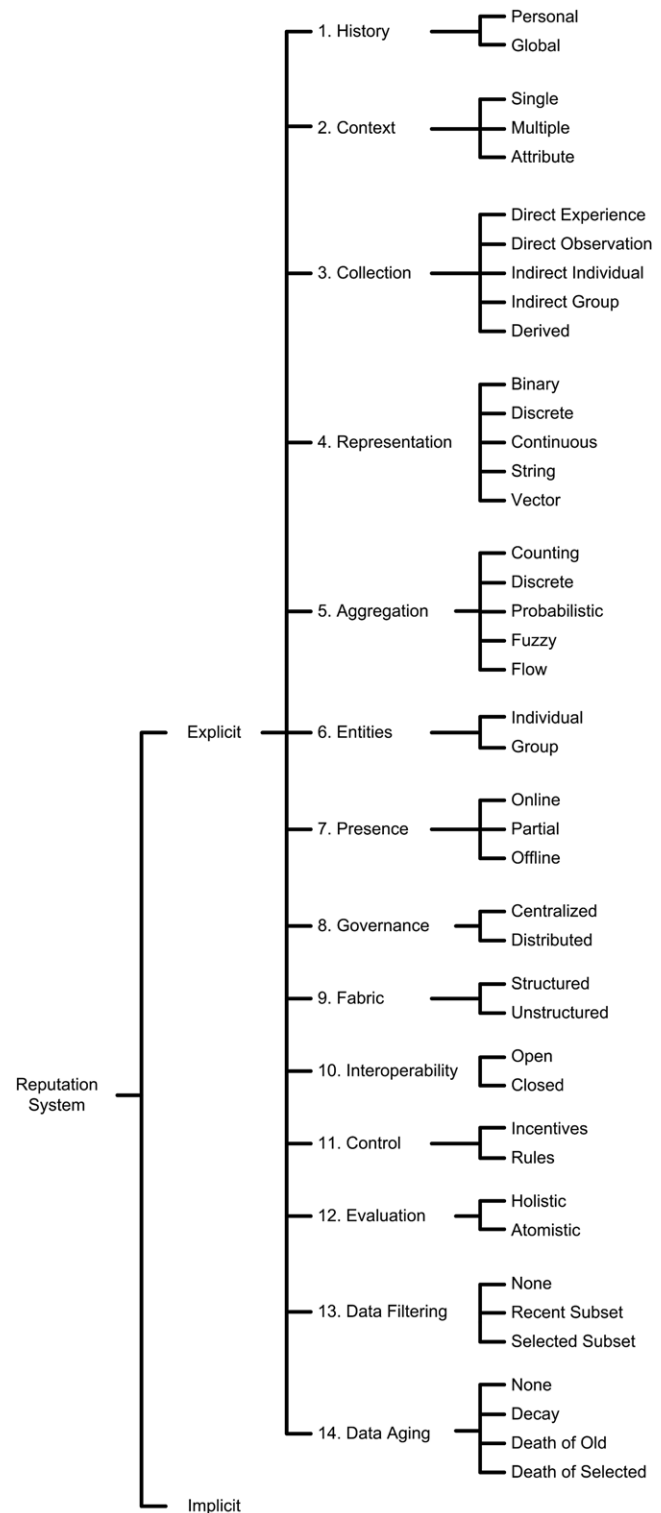 Reputation
System
Explicit
Implicit
1. History
Personal
Global
2. Context
Single
Multiple
Attribute
3. Collection
Direct Experience
Direct Observation
Indirect Individual
Indirect Group
Derived
4. Representation
Binary
Discrete
Continuous
String
Vector
5. Aggregation
Counting
Discrete
Probabilistic
Fuzzy
Flow
6. Entities
Individual
Group
7. Presence
Online
Partial
Offline
8. Governance
Centralized
Distributed
9. Fabric
Structured
Unstructured
10. Interoperability
Open
Closed
11. Control
Incentives
Rules
12. Evaluation
Holistic
Atomistic
13. Data Filtering
None
Recent Subset
Selected Subset
14. Data Aging
None
Decay
Death of Old
Death of Selected